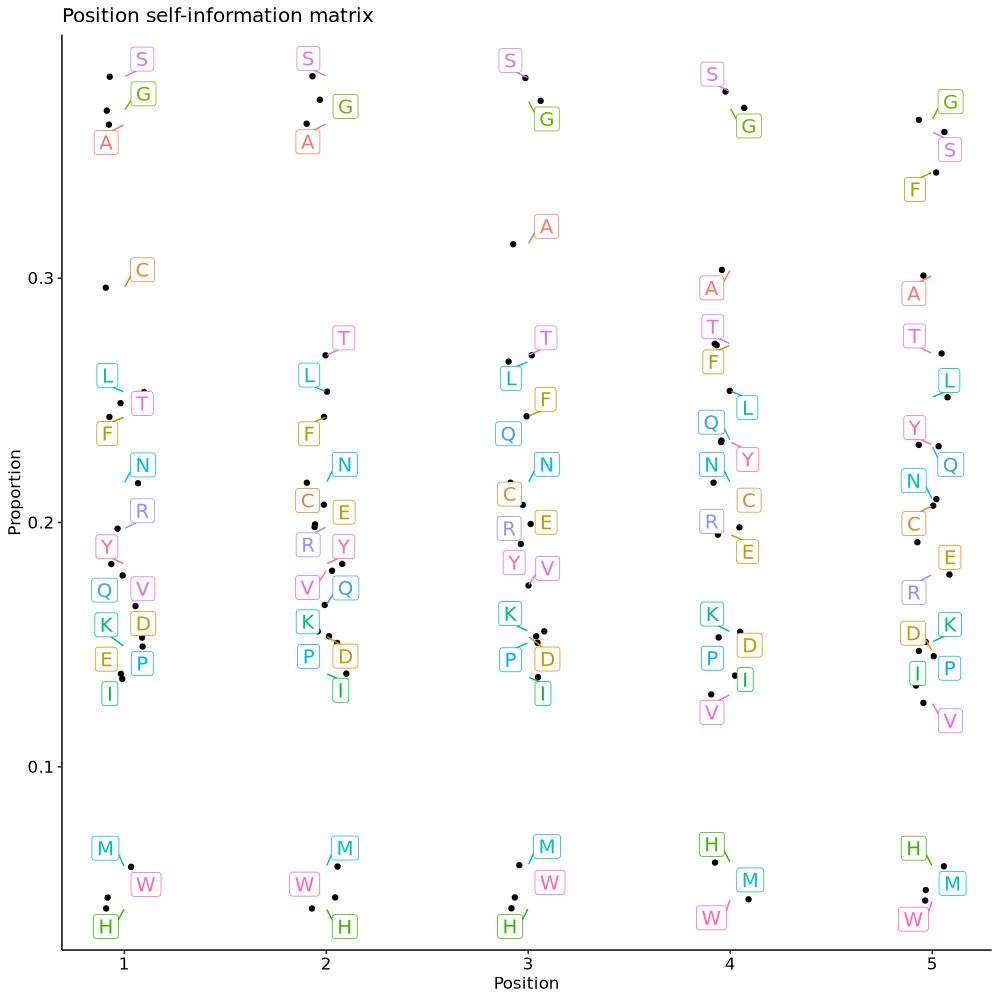 Position self-information matrix
S S S S G
G G G G S
A A F
A
C A A
0.3
T T T T
L L L F L
T F L
F F Q Q Y
N N N N Y Q
C C C N
R E R E R E C
Y R Y Y V E
Q V V Q K K R
K D K P D D K
E P P D I P D P
I I V I V
0.2
0.1
M M M H H
W W W M M
H H H W W
1 2 3 4 5
Position
Proportion